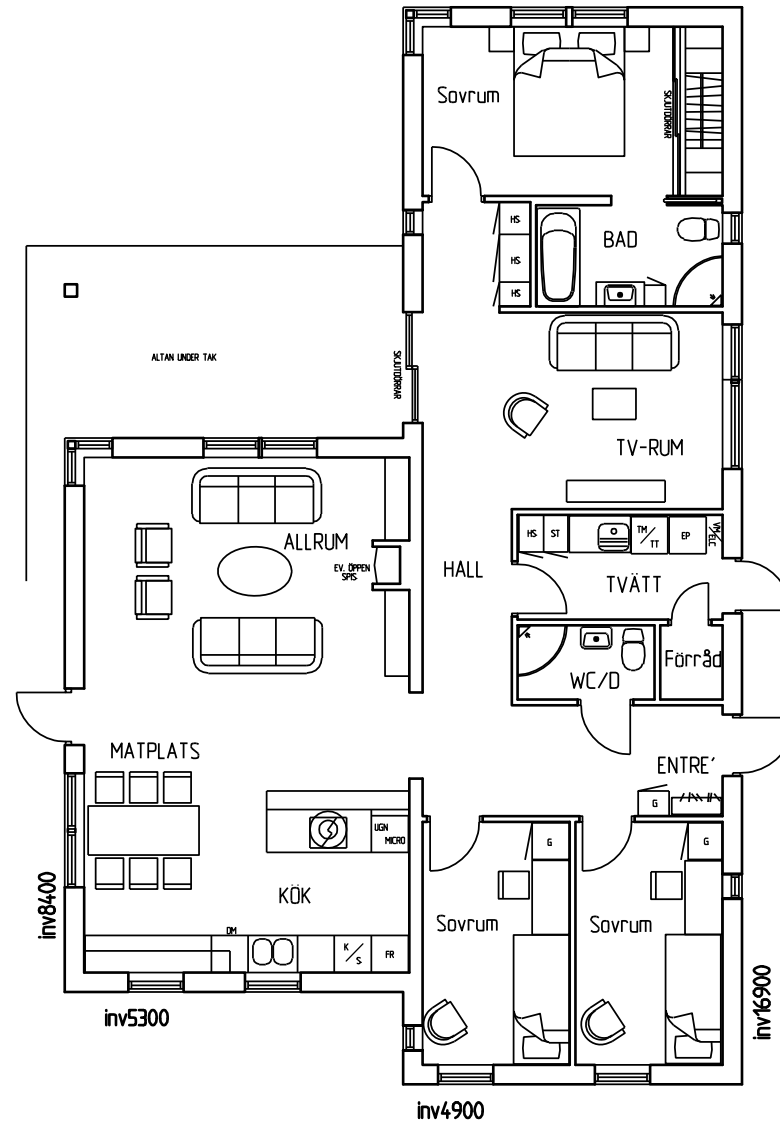 Sovrum
SKJUTDÖRRAR
HS
BAD
HS
HS
ALTAN UNDER TAK
SKJUTDÖRRAR
TV-RUM
ALLRUM
EV. ÖPPEN
SPIS
HALL
HS
ST
TM/TT
EP
VM/ELC
TVÄTT
WC/D
Förråd
MATPLATS
ENTRE´
G
UGN
MICRO
G
G
KÖK
Sovrum
Sovrum
DM
K/S
FR
inv8400
inv5300
inv16900
inv4900